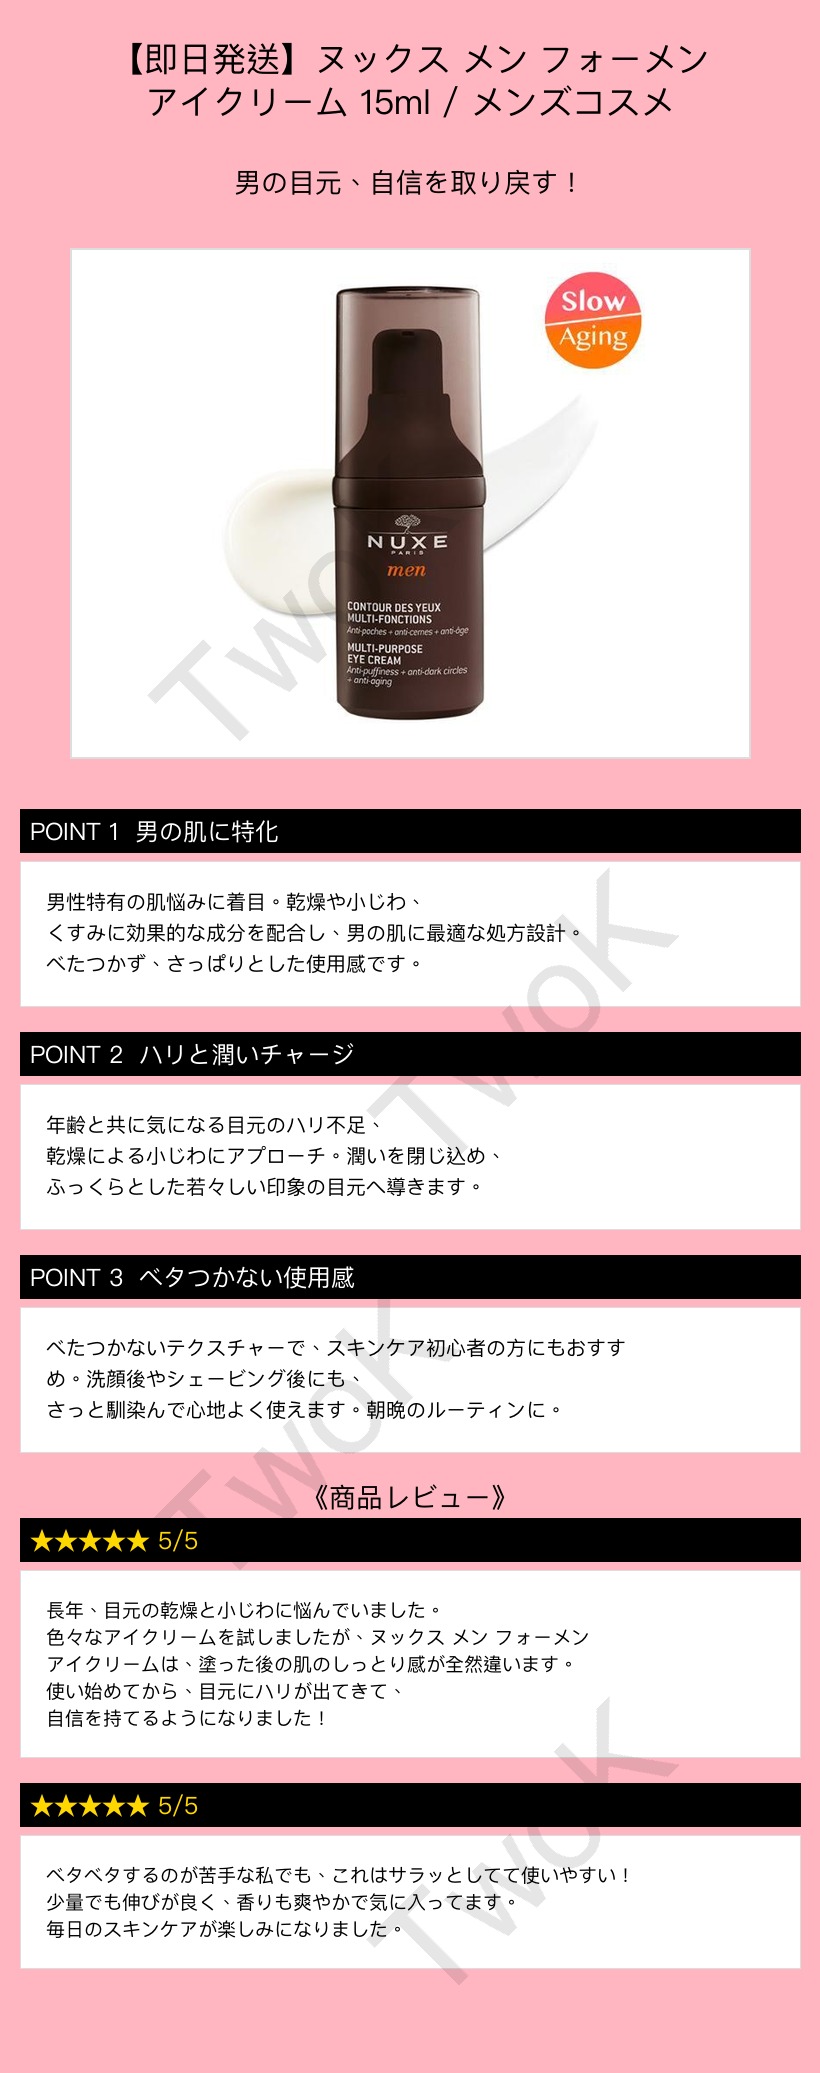 【即日発送】ヌックス メン フォーメン
アイクリーム 15ml / メンズコスメ
男の目元、自信を取り戻す！
Slow
Aging
NUXE
PARIS
men
CONTOUR DES YEUX
MULTI-FONCTIONS
Anti-poches + anti-cernes + anti-âge
MULTI-PURPOSE
EYE CREAM
Anti-puffiness + anti-dark circles
+ anti-aging
TwoK
POINT 1 男の肌に特化
男性特有の肌悩みに着目。乾燥や小じわ、
くすみに効果的な成分を配合し、男の肌に最適な処方設計。
べたつかず、さっぱりとした使用感です。
TwoK
POINT 2 ハリと潤いチャージ
年齢と共に気になる目元のハリ不足、
乾燥による小じわにアプローチ。潤いを閉じ込め、
ふっくらとした若々しい印象の目元へ導きます。
POINT 3 ベタつかない使用感
べたつかないテクスチャーで、スキンケア初心者の方にもおすす
め。洗顔後やシェービング後にも、
さっと馴染んで心地よく使えます。朝晩のルーティンに。
TwoK
《商品レビュー》
★★★★★ 5/5
長年、目元の乾燥と小じわに悩んでいました。
色々なアイクリームを試しましたが、ヌックス メン フォーメン
アイクリームは、塗った後の肌のしっとり感が全然違います。
使い始めてから、目元にハリが出てきて、
自信を持てるようになりました！
★★★★★ 5/5
ベタベタするのが苦手な私でも、これはサラッとしてて使いやすい！
少量でも伸びが良く、香りも爽やかで気に入ってます。
毎日のスキンケアが楽しみになりました。
TwoK